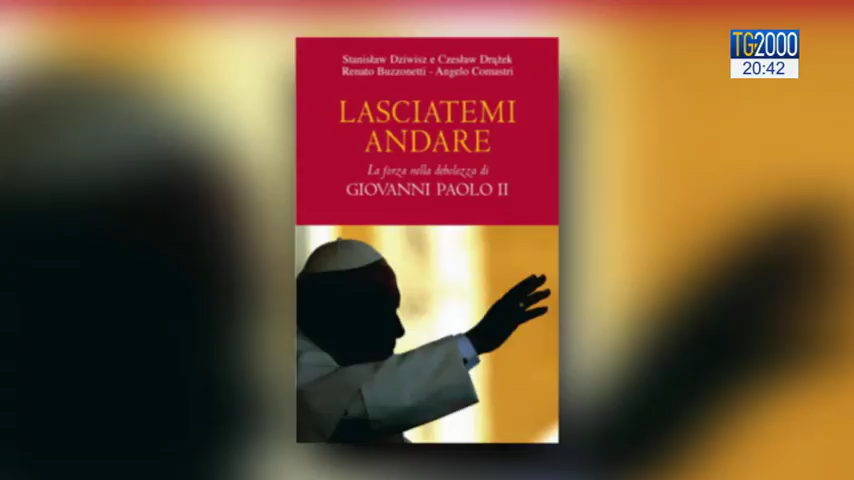 Stanisław Dziwisz e Czesław Drążek
Renato Buzzonetti - Angelo Comastri
LASCIATEMI
ANDARE
La forza nella debolezza di
GIOVANNI PAOLO II
TG2000
20:42